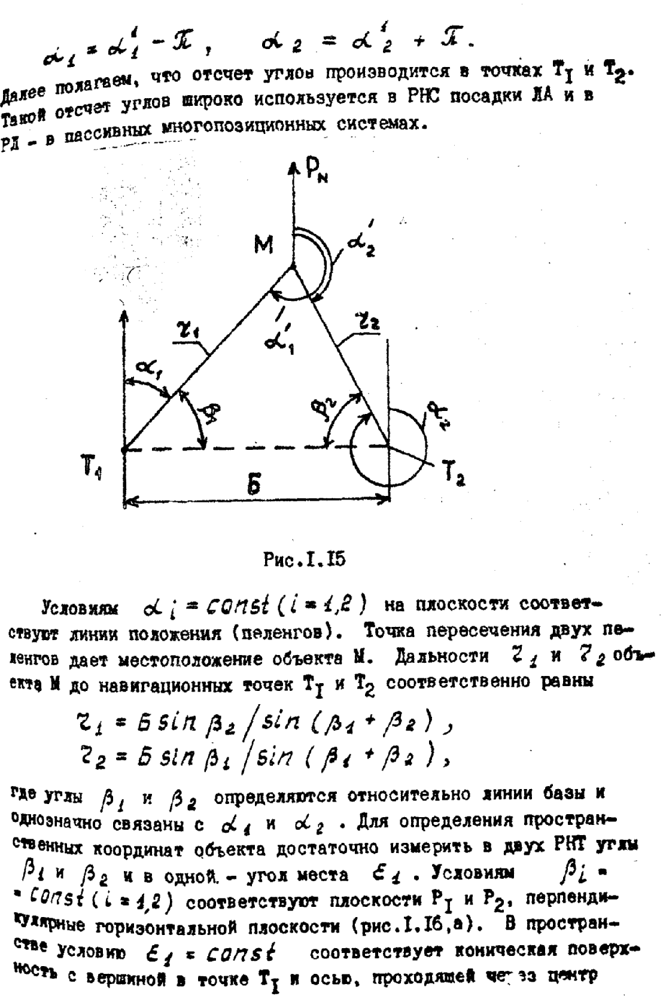 α₁ = α₁' - π, α₂ = α₂' + π.
Далее полагаем, что отсчет углов производится в точках T_I и T₂.
Такой отсчет углов широко используется в РНС посадки ЛА и в
РЛ - в пассивных многопозиционных системах.
P_N
M
α₂'
r₁
r₂
α₁'
α₁
β₁
β₂
α₂
T₁
T₂
Б
Рис.I.I5
Условиям αᵢ = const (i = 1,2) на плоскости соответ-
ствуют линии положения (пеленгов). Точка пересечения двух пе-
ленгов дает местоположение объекта М. Дальности r₁ и r₂ объ-
екта М до навигационных точек T_I и T₂ соответственно равны
r₁ = Б sin β₂ / sin (β₁ + β₂),
r₂ = Б sin β₁ / sin (β₁ + β₂),
где углы β₁ и β₂ определяются относительно линии базы и
однозначно связаны с α₁ и α₂. Для определения простран-
ственных координат объекта достаточно измерить в двух РНТ углы
β₁ и β₂ и в одной - угол места ε₁. Условиям βᵢ =
= const (i = 1,2) соответствуют плоскости P_I и P₂, перпенди-
кулярные горизонтальной плоскости (рис.I.I6,а). В простран-
стве условию ε₁ = const соответствует коническая поверх-
ность с вершиной в точке T_I и осью, проходящей через центр